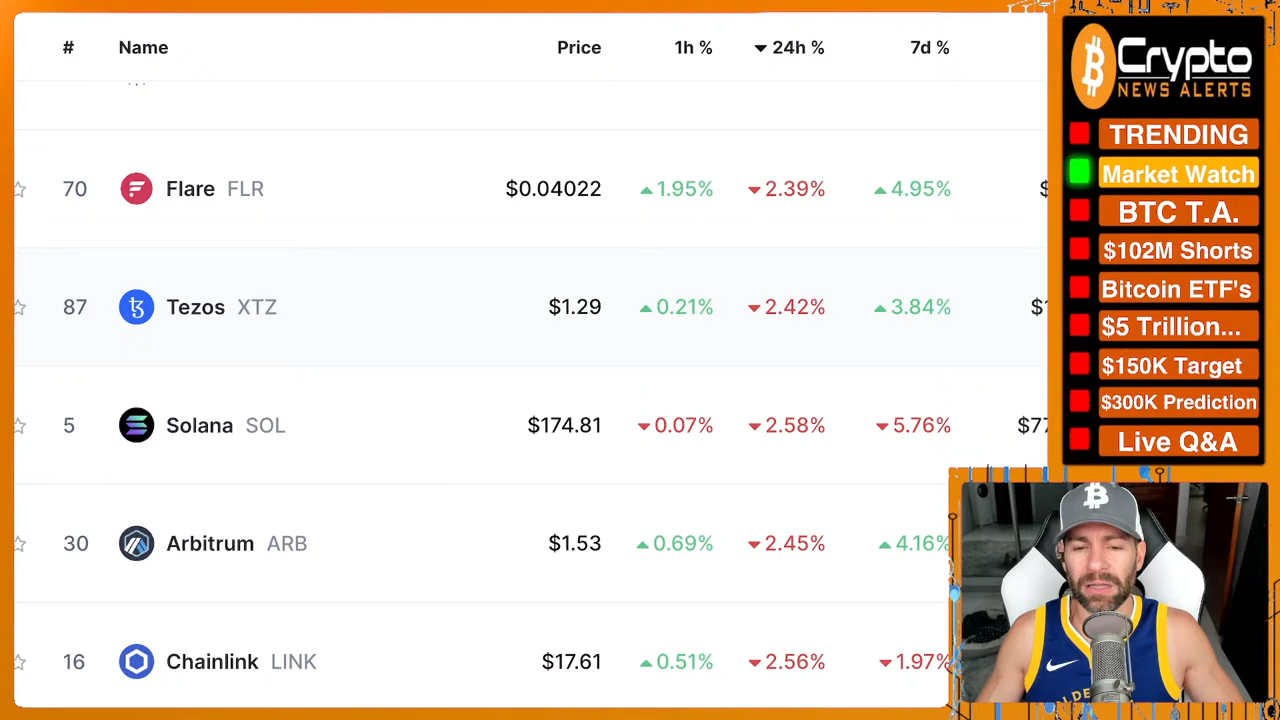 # Name Price 1h % 24h % 7d %
70 Flare FLR $0.04022 1.95% 2.39% 4.95% $
87 Tezos XTZ $1.29 0.21% 2.42% 3.84%
5 Solana SOL $174.81 0.07% 2.58% 5.76% $77
30 Arbitrum ARB $1.53 0.69% 2.45% 4.16%
16 Chainlink LINK $17.61 0.51% 2.56% 1.97%
Crypto
NEWS ALERTS
TRENDING
Market Watch
BTC T.A.
$102M Shorts
Bitcoin ETF's
$5 Trillion...
$150K Target
$300K Prediction
Live Q&A